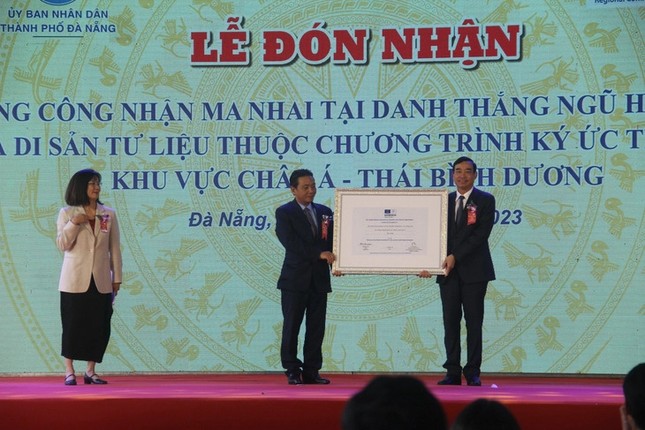 ỦY BAN NHÂN DÂN
THÀNH PHỐ ĐÀ NẴNG
LỄ ĐÓN NHẬN
NG CÔNG NHẬN MA NHAI TẠI DANH THẮNG NGŨ H
A DI SẢN TƯ LIỆU THUỘC CHƯƠNG TRÌNH KÝ ỨC T
KHU VỰC CHÂU Á - THÁI BÌNH DƯƠNG
Đà Nẵng, 2023